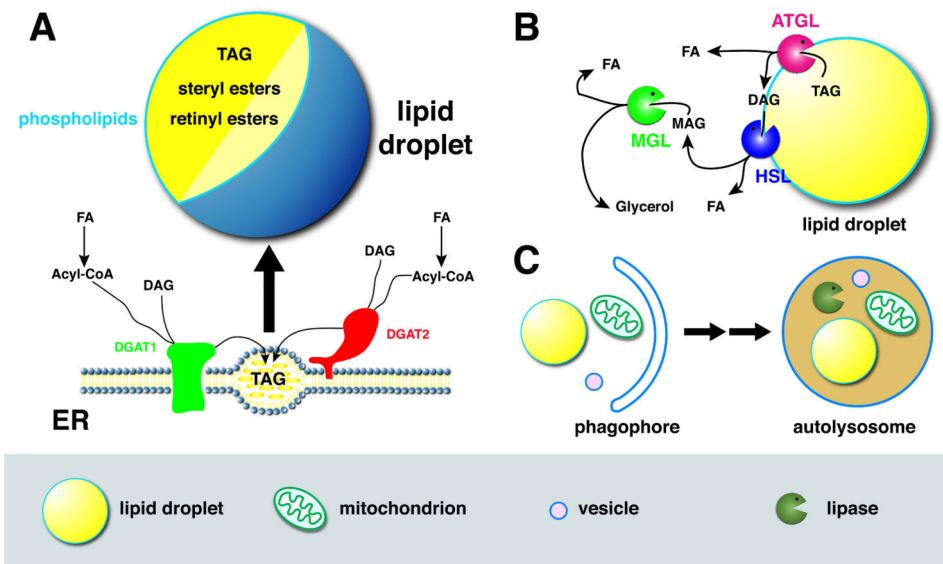 A
TAG
steryl esters
retinyl esters
phospholipids
lipid
droplet
FA
Acyl-CoA
DAG
DGAT1
TAG
DAG
FA
Acyl-CoA
DGAT2
ER
B
ATGL
FA
TAG
DAG
FA
MGL
MAG
HSL
Glycerol
FA
lipid droplet
C
phagophore
autolysosome
lipid droplet
mitochondrion
vesicle
lipase